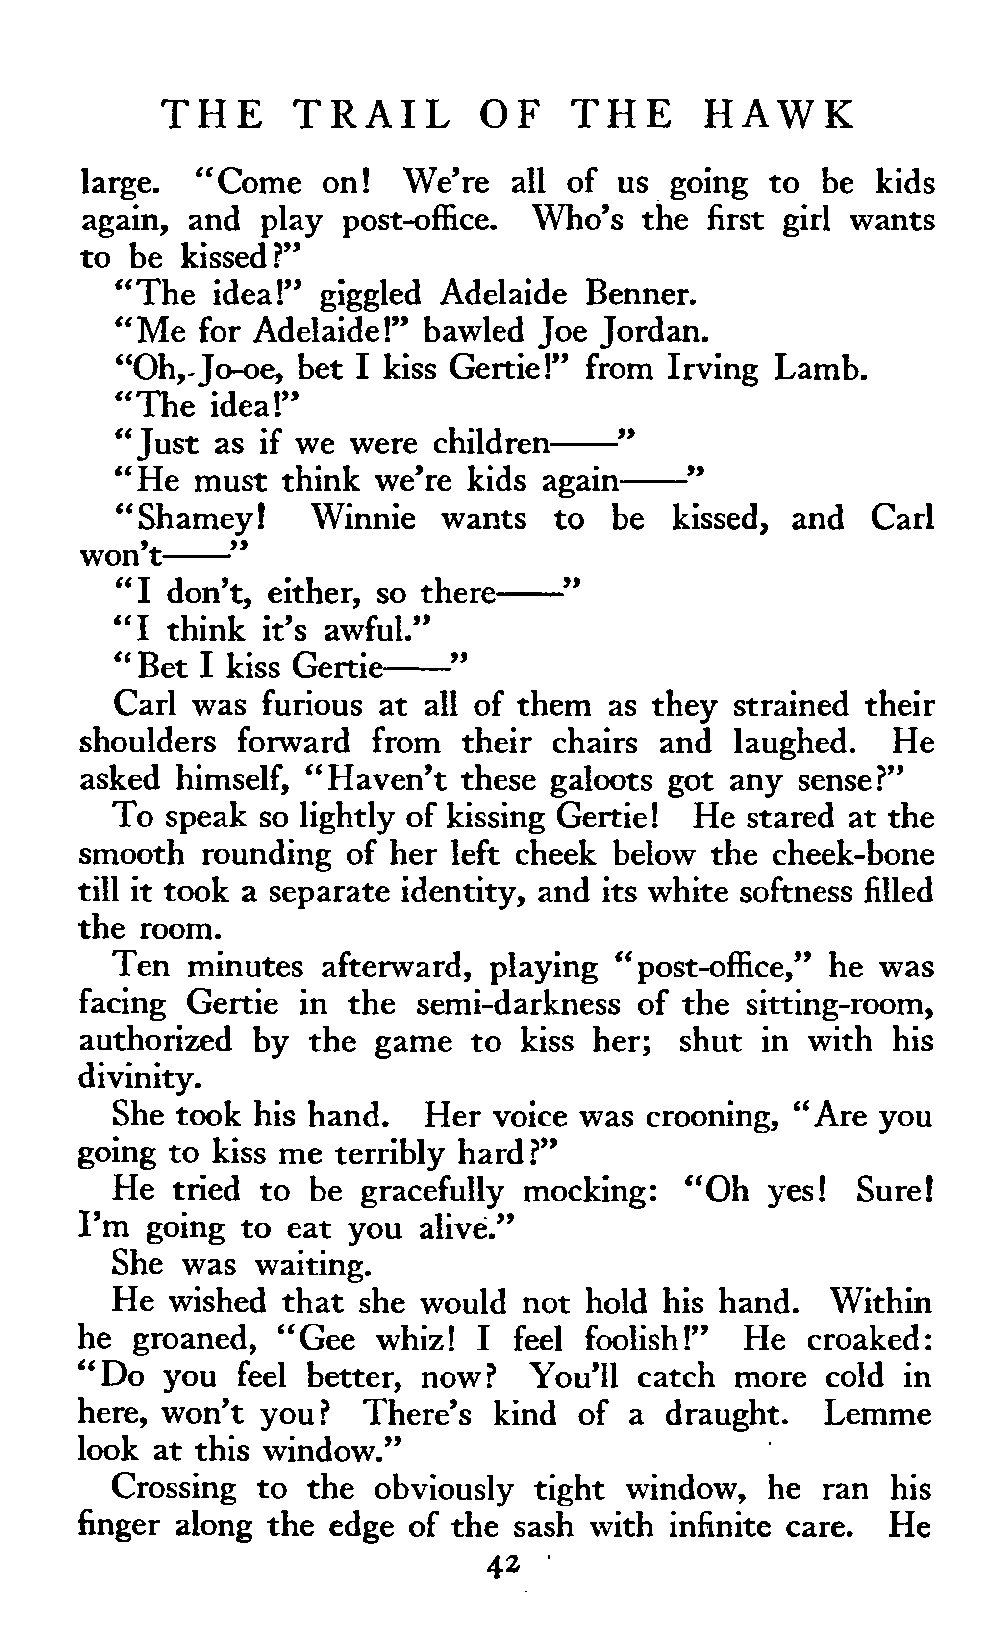 THE TRAIL OF THE HAWK
large. "Come on! We're all of us going to be kids
again, and play post-office. Who's the first girl wants
to be kissed?"
"The idea!" giggled Adelaide Benner.
"Me for Adelaide!" bawled Joe Jordan.
"Oh, Jo-oe, bet I kiss Gertie!" from Irving Lamb.
"The idea!"
"Just as if we were children——"
"He must think we're kids again——"
"Shamey! Winnie wants to be kissed, and Carl
won't——"
"I don't, either, so there——"
"I think it's awful."
"Bet I kiss Gertie——"
Carl was furious at all of them as they strained their
shoulders forward from their chairs and laughed. He
asked himself, "Haven't these galoots got any sense?"
To speak so lightly of kissing Gertie! He stared at the
smooth rounding of her left cheek below the cheek-bone
till it took a separate identity, and its white softness filled
the room.
Ten minutes afterward, playing "post-office," he was
facing Gertie in the semi-darkness of the sitting-room,
authorized by the game to kiss her; shut in with his
divinity.
She took his hand. Her voice was crooning, "Are you
going to kiss me terribly hard?"
He tried to be gracefully mocking: "Oh yes! Sure!
I'm going to eat you alive."
She was waiting.
He wished that she would not hold his hand. Within
he groaned, "Gee whiz! I feel foolish!" He croaked:
"Do you feel better, now? You'll catch more cold in
here, won't you? There's kind of a draught. Lemme
look at this window."
Crossing to the obviously tight window, he ran his
finger along the edge of the sash with infinite care. He
42